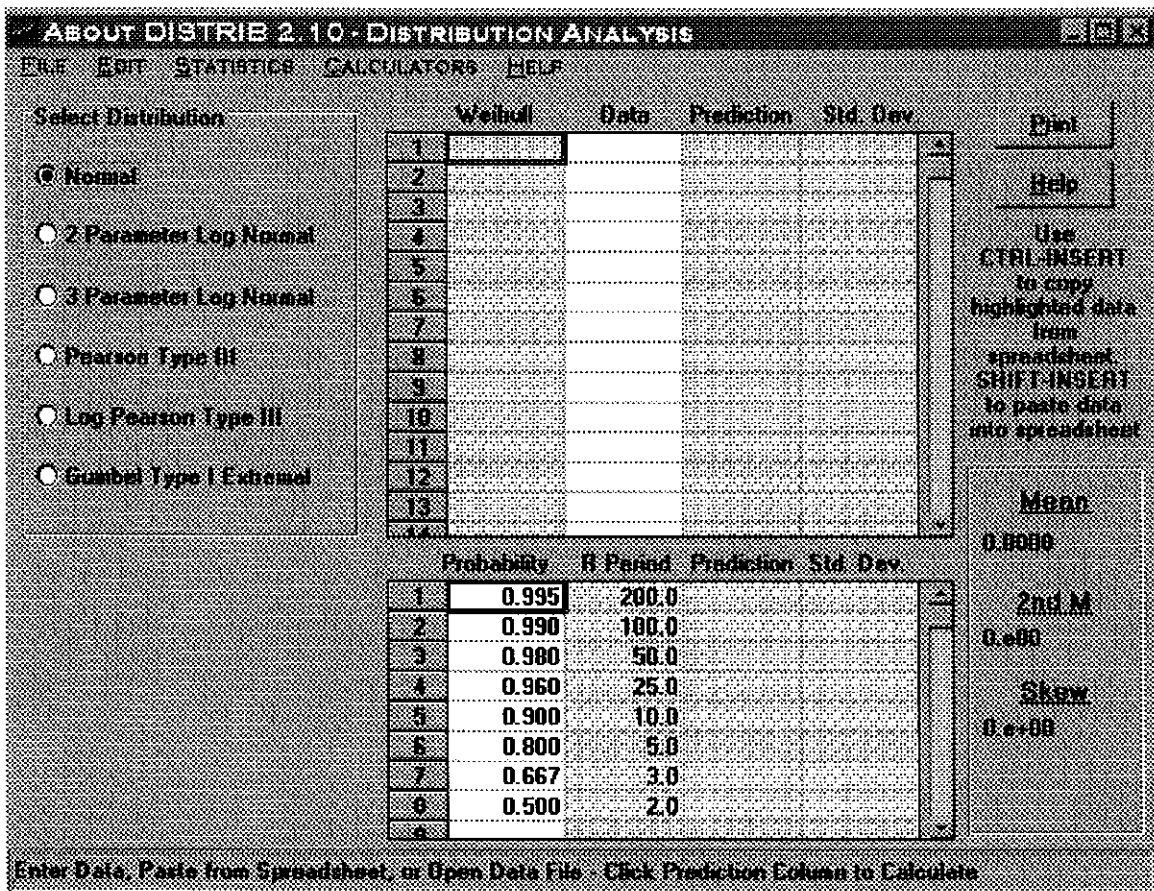 ABOUT DISTRIB 2.10 - DISTRIBUTION ANALYSIS
FILE EDIT STATISTICS CALCULATORS HELP
Select Distribution
Normal
2 Parameter Log Normal
3 Parameter Log Normal
Pearson Type III
Log Pearson Type III
Gumbel Type I Extremal
Weibull Data Prediction Std. Dev.
1
2
3
4
5
6
7
8
9
10
11
12
13
14
Probability R Period Prediction Std. Dev.
1 0.995 200.0
2 0.990 100.0
3 0.980 50.0
4 0.960 25.0
5 0.900 10.0
6 0.800 5.0
7 0.667 3.0
8 0.500 2.0
9
Print
Help
Use
CTRL-INSERT
to copy
highlighted data
from
spreadsheet.
SHIFT-INSERT
to paste data
into spreadsheet
Mean
0.0000
2nd M
0.e00
Skew
0.e+00
Enter Data, Paste from Spreadsheet, or Open Data File - Click Prediction Column to Calculate